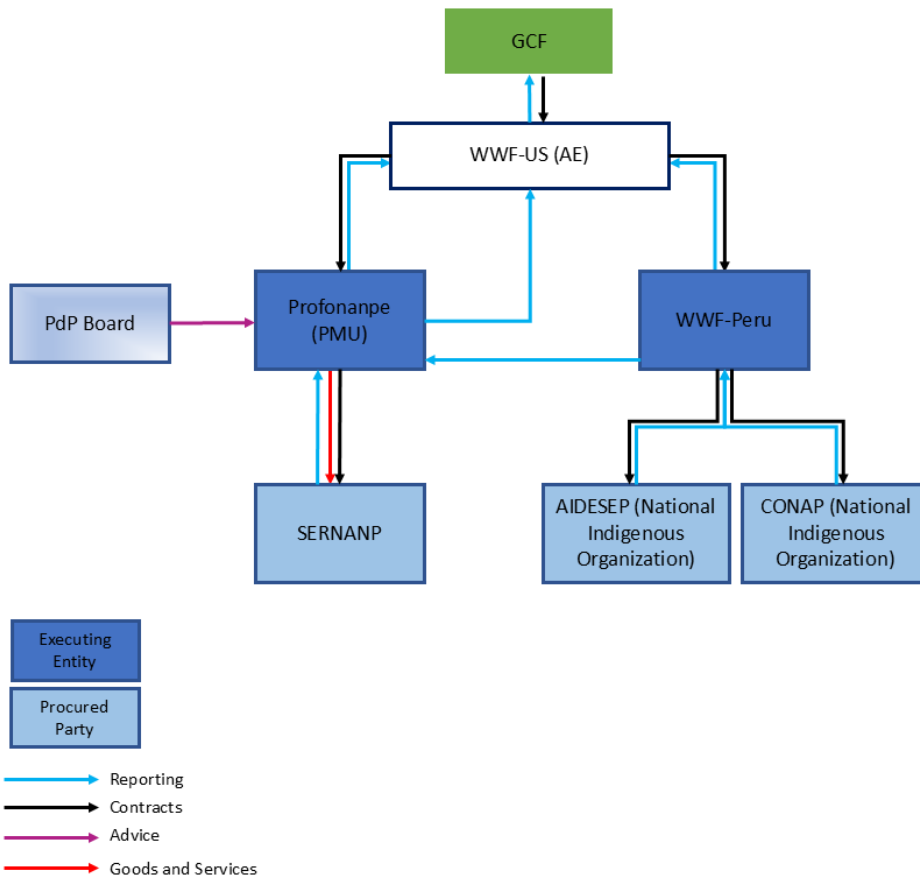 GCF
WWF-US (AE)
PdP Board
Profonanpe
(PMU)
WWF-Peru
SERNANP
AIDESEP (National
Indigenous
Organization)
CONAP (National
Indigenous
Organization)
Executing
Entity
Procured
Party
Reporting
Contracts
Advice
Goods and Services